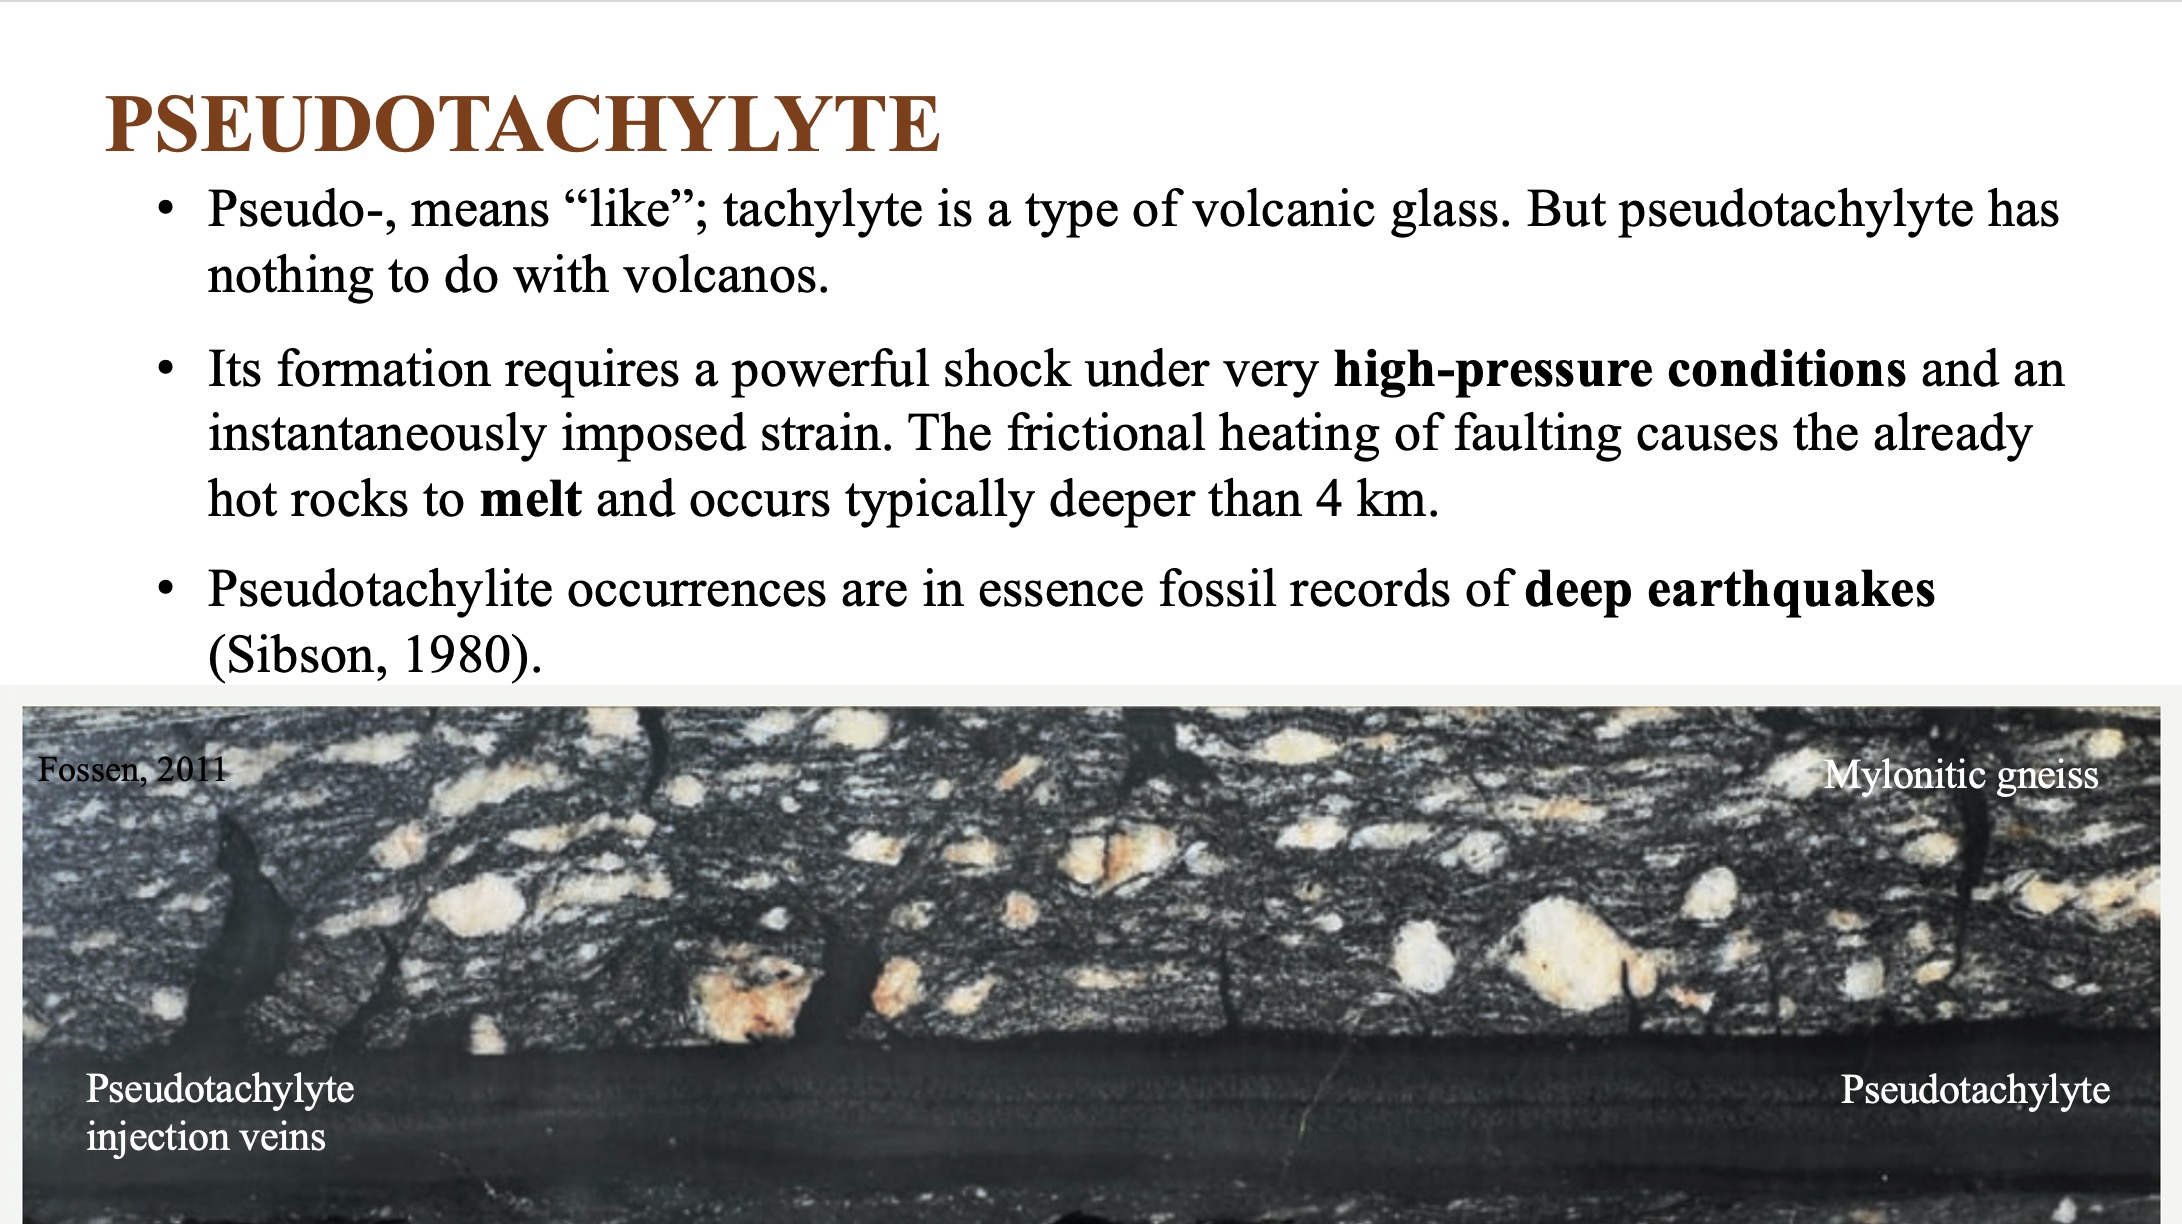 PSEUDOTACHYLYTE
• Pseudo-, means “like”; tachylyte is a type of volcanic glass. But pseudotachylyte has
nothing to do with volcanos.
• Its formation requires a powerful shock under very high-pressure conditions and an
instantaneously imposed strain. The frictional heating of faulting causes the already
hot rocks to melt and occurs typically deeper than 4 km.
• Pseudotachylite occurrences are in essence fossil records of deep earthquakes
(Sibson, 1980).
Fossen, 2011
Mylonitic gneiss
Pseudotachylyte
injection veins
Pseudotachylyte